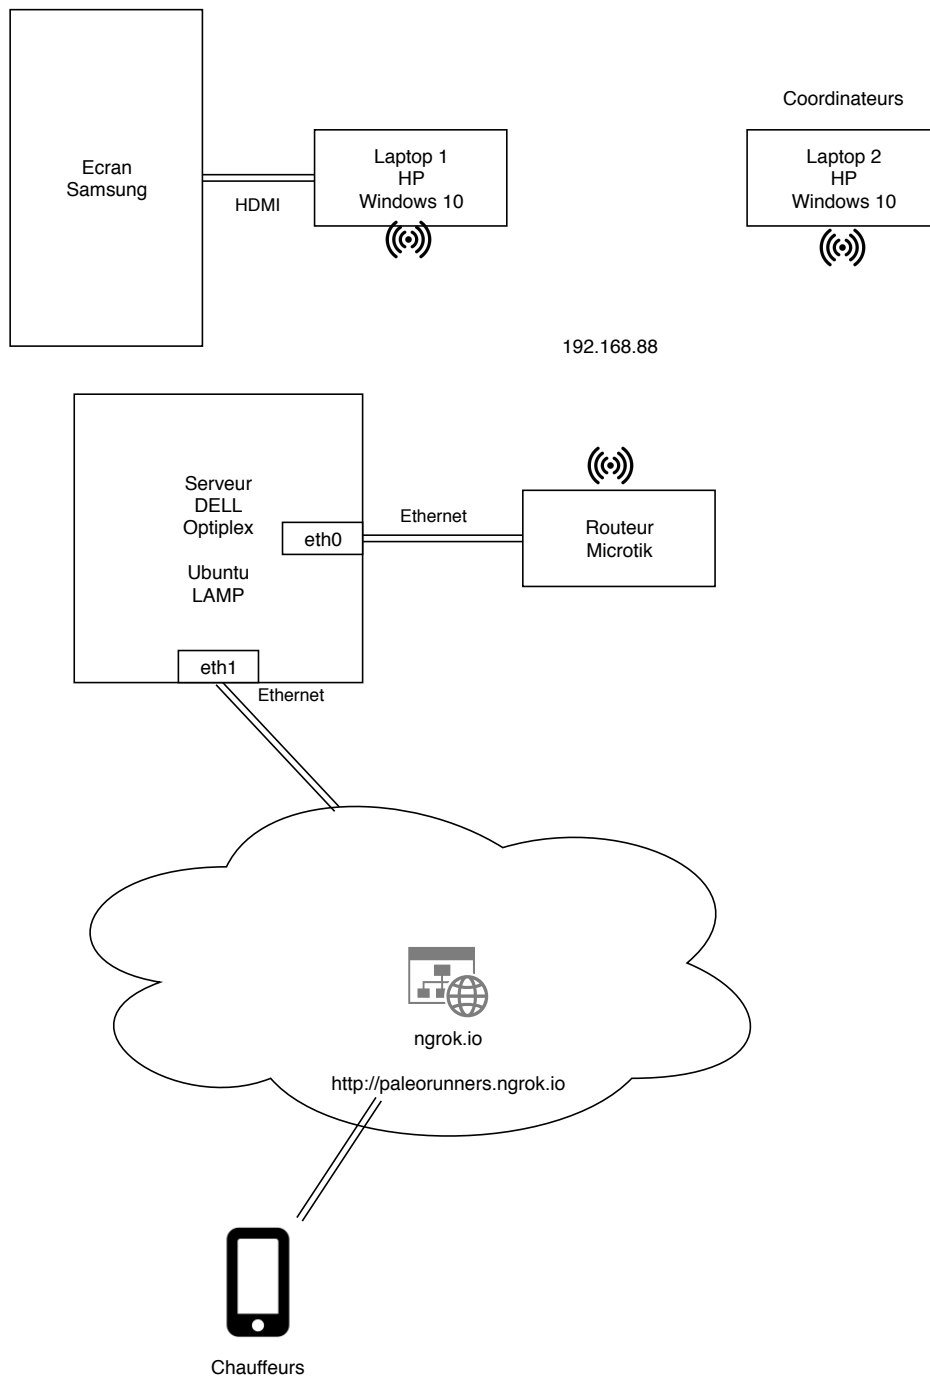 Coordinateurs
Ecran
Samsung
HDMI
Laptop 1
HP
Windows 10
Laptop 2
HP
Windows 10
192.168.88
Serveur
DELL
Optiplex
Ubuntu
LAMP
eth0
Ethernet
Routeur
Microtik
eth1
Ethernet
ngrok.io
http://paleorunners.ngrok.io
Chauffeurs